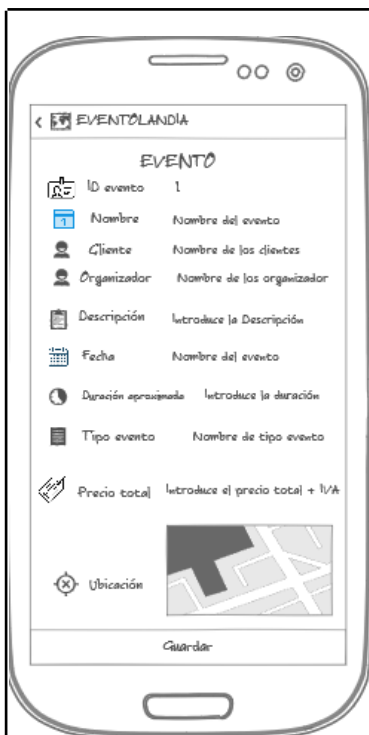 < EVENTOLANDIA
EVENTO
ID evento 1
1 Nombre Nombre del evento
Cliente Nombre de los clientes
Organizador Nombre de los organizador
Descripción Introduce la Descripción
Fecha Nombre del evento
Duración aproximada Introduce la duración
Tipo evento Nombre de tipo evento
Precio total Introduce el precio total + IVA
Ubicación
Guardar